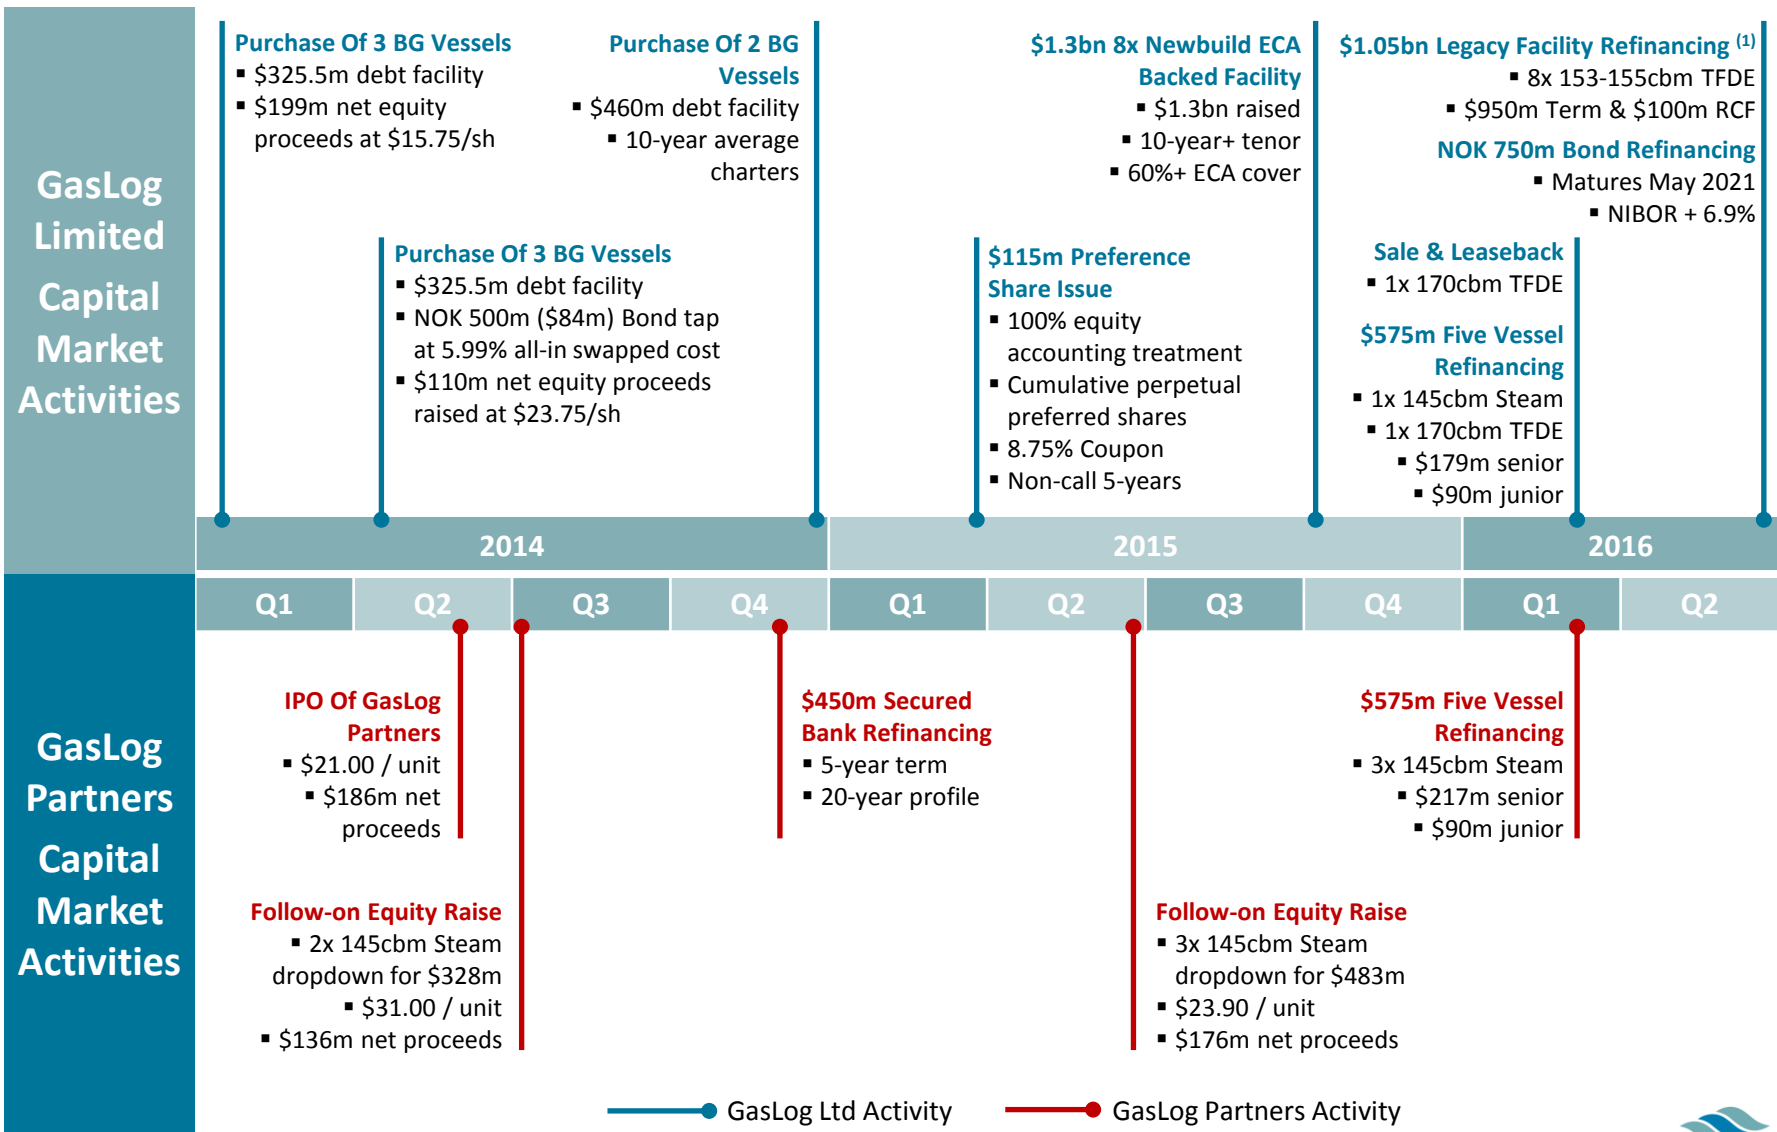 GasLog
Limited
Capital
Market
Activities
Purchase Of 3 BG Vessels
▪ $325.5m debt facility
▪ $199m net equity
proceeds at $15.75/sh
Purchase Of 2 BG
Vessels
▪ $460m debt facility
▪ 10-year average
charters
$1.3bn 8x Newbuild ECA
Backed Facility
▪ $1.3bn raised
▪ 10-year+ tenor
▪ 60%+ ECA cover
$1.05bn Legacy Facility Refinancing (1)
▪ 8x 153-155cbm TFDE
▪ $950m Term & $100m RCF
NOK 750m Bond Refinancing
▪ Matures May 2021
▪ NIBOR + 6.9%
Purchase Of 3 BG Vessels
▪ $325.5m debt facility
▪ NOK 500m ($84m) Bond tap
at 5.99% all-in swapped cost
▪ $110m net equity proceeds
raised at $23.75/sh
$115m Preference
Share Issue
▪ 100% equity
accounting treatment
▪ Cumulative perpetual
preferred shares
▪ 8.75% Coupon
▪ Non-call 5-years
Sale & Leaseback
▪ 1x 170cbm TFDE
$575m Five Vessel
Refinancing
▪ 1x 145cbm Steam
▪ 1x 170cbm TFDE
▪ $179m senior
▪ $90m junior
2014 2015 2016
Q1 Q2 Q3 Q4 Q1 Q2 Q3 Q4 Q1 Q2
GasLog
Partners
Capital
Market
Activities
IPO Of GasLog
Partners
▪ $21.00 / unit
▪ $186m net
proceeds
$450m Secured
Bank Refinancing
▪ 5-year term
▪ 20-year profile
$575m Five Vessel
Refinancing
▪ 3x 145cbm Steam
▪ $217m senior
▪ $90m junior
Follow-on Equity Raise
▪ 2x 145cbm Steam
dropdown for $328m
▪ $31.00 / unit
▪ $136m net proceeds
Follow-on Equity Raise
▪ 3x 145cbm Steam
dropdown for $483m
▪ $23.90 / unit
▪ $176m net proceeds
GasLog Ltd Activity
GasLog Partners Activity